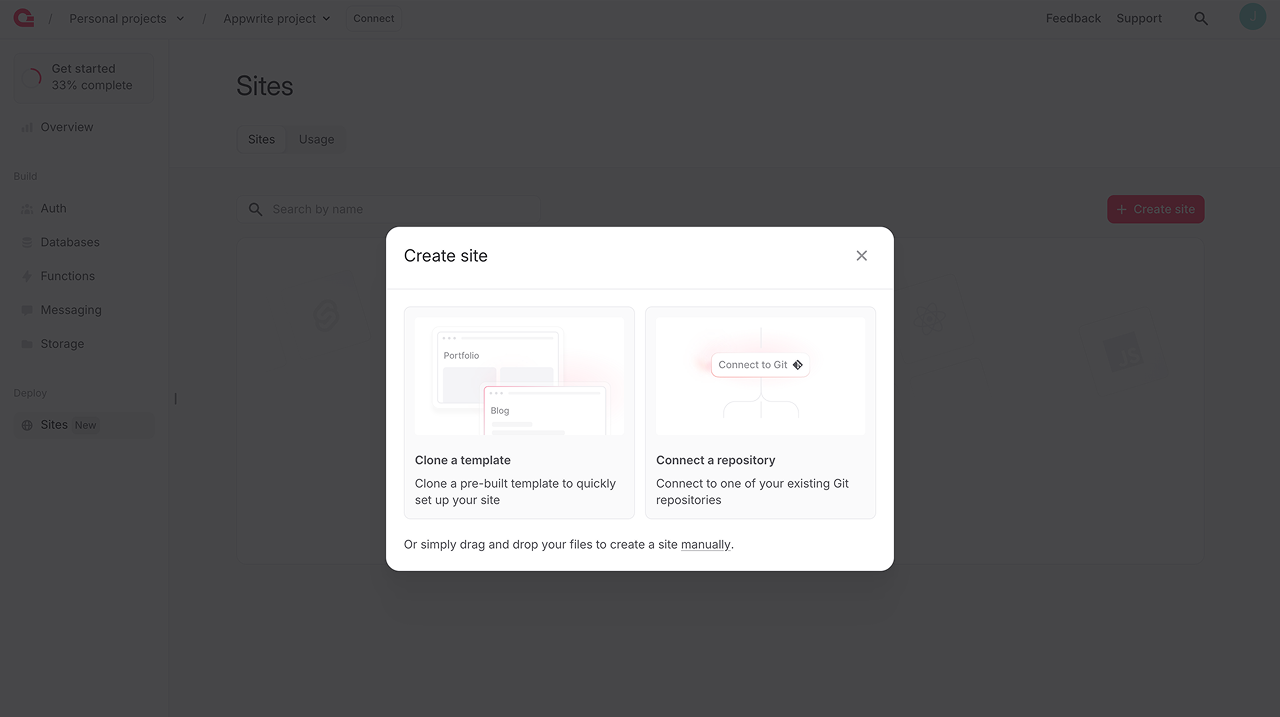 / Personal projects / Appwrite project Connect
Feedback Support
J
Get started
33% complete
Overview
Build
Auth
Databases
Functions
Messaging
Storage
Deploy
Sites New
Sites
Sites Usage
Search by name
+ Create site
JS
Create site
Portfolio
Blog
Clone a template
Clone a pre-built template to quickly
set up your site
Connect to Git
Connect a repository
Connect to one of your existing Git
repositories
Or simply drag and drop your files to create a site manually.